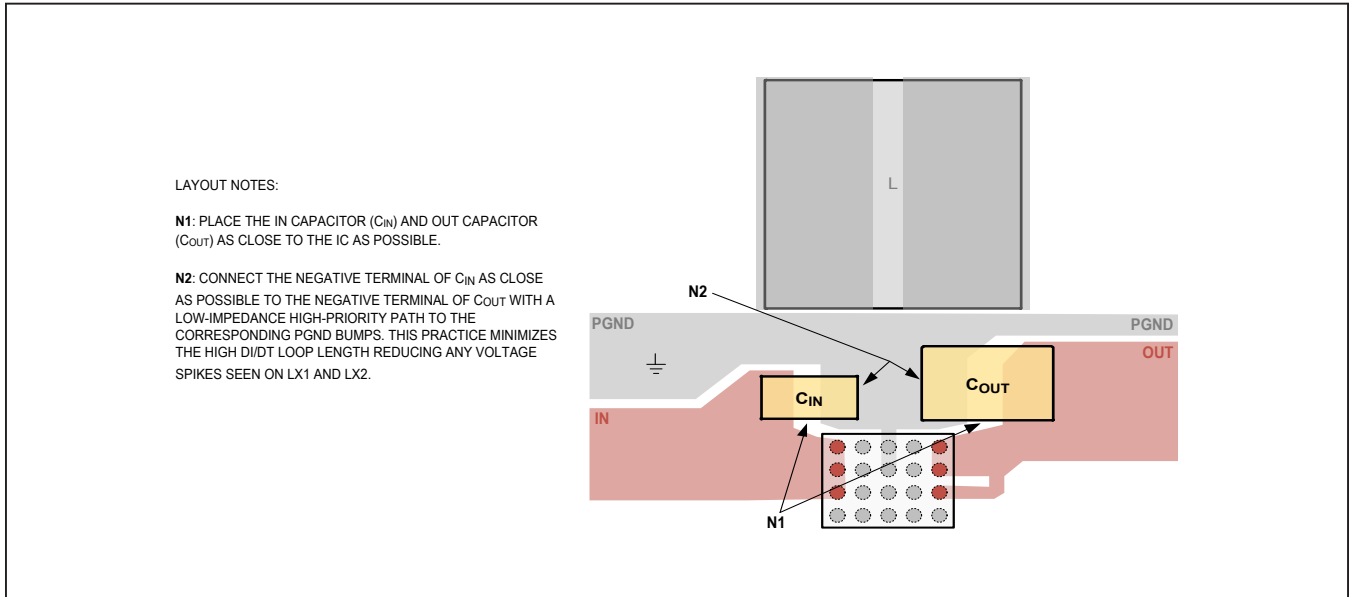 LAYOUT NOTES:
N1: PLACE THE IN CAPACITOR (CIN) AND OUT CAPACITOR
(COUT) AS CLOSE TO THE IC AS POSSIBLE.
N2: CONNECT THE NEGATIVE TERMINAL OF CIN AS CLOSE
AS POSSIBLE TO THE NEGATIVE TERMINAL OF COUT WITH A
LOW-IMPEDANCE HIGH-PRIORITY PATH TO THE
CORRESPONDING PGND BUMPS. THIS PRACTICE MINIMIZES
THE HIGH DI/DT LOOP LENGTH REDUCING ANY VOLTAGE
SPIKES SEEN ON LX1 AND LX2.
L
N2
PGND
PGND
OUT
CIN
COUT
IN
N1